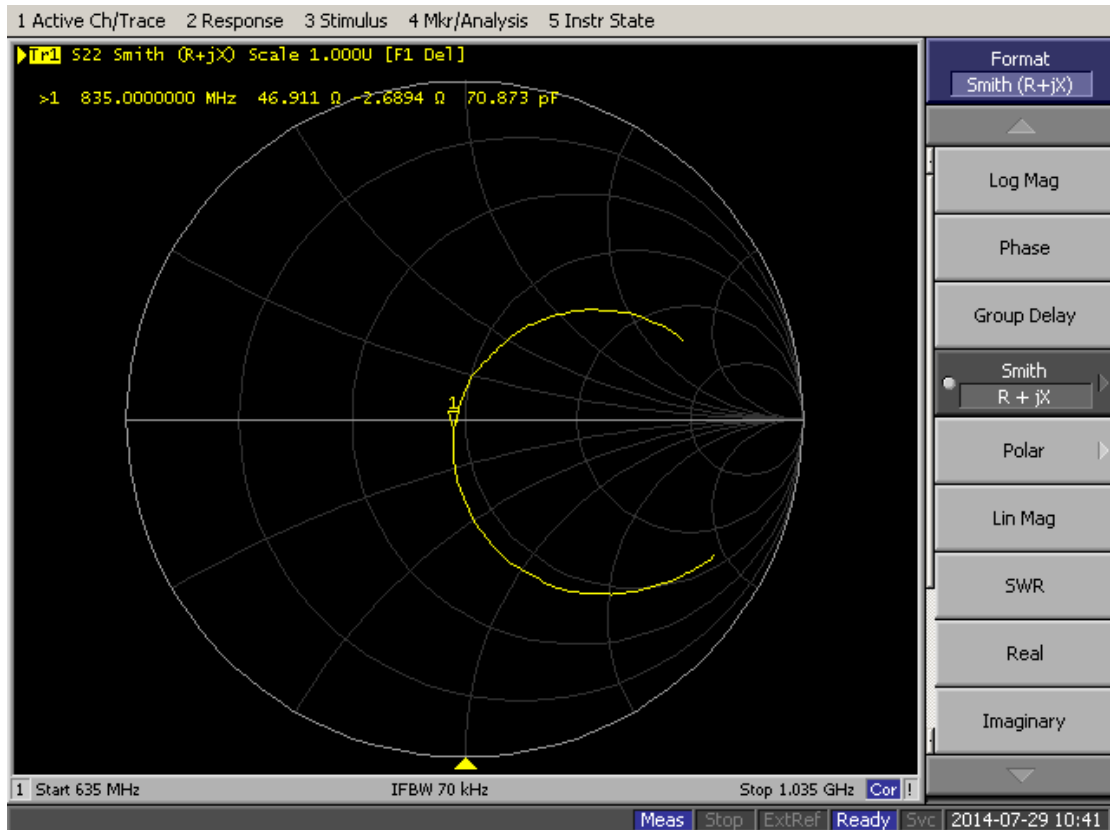 1 Active Ch/Trace 2 Response 3 Stimulus 4 Mkr/Analysis 5 Instr State
Tr1 S22 Smith (R+jX) Scale 1.000U [F1 Del]
>1 835.0000000 MHz 46.911 Ω -2.6894 Ω 70.873 pF
1
Format
Smith (R+jX)
Log Mag
Phase
Group Delay
Smith
R + jX
Polar
Lin Mag
SWR
Real
Imaginary
1 Start 635 MHz IFBW 70 kHz Stop 1.035 GHz Cor !
Meas Stop ExtRef Ready Svc 2014-07-29 10:41